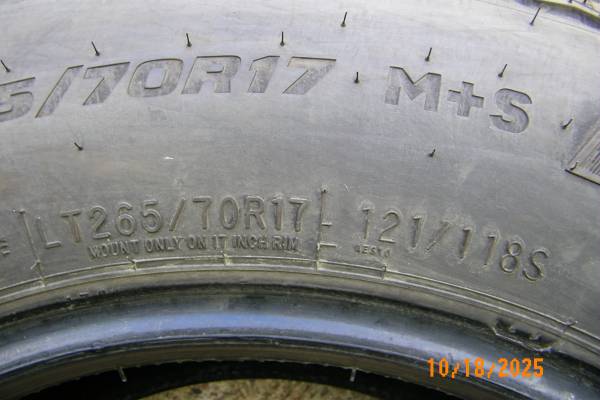 5/70R17 M+S
LT265/70R17 121/118S
MOUNT ONLY ON 17 INCH RIM
10/18/2025